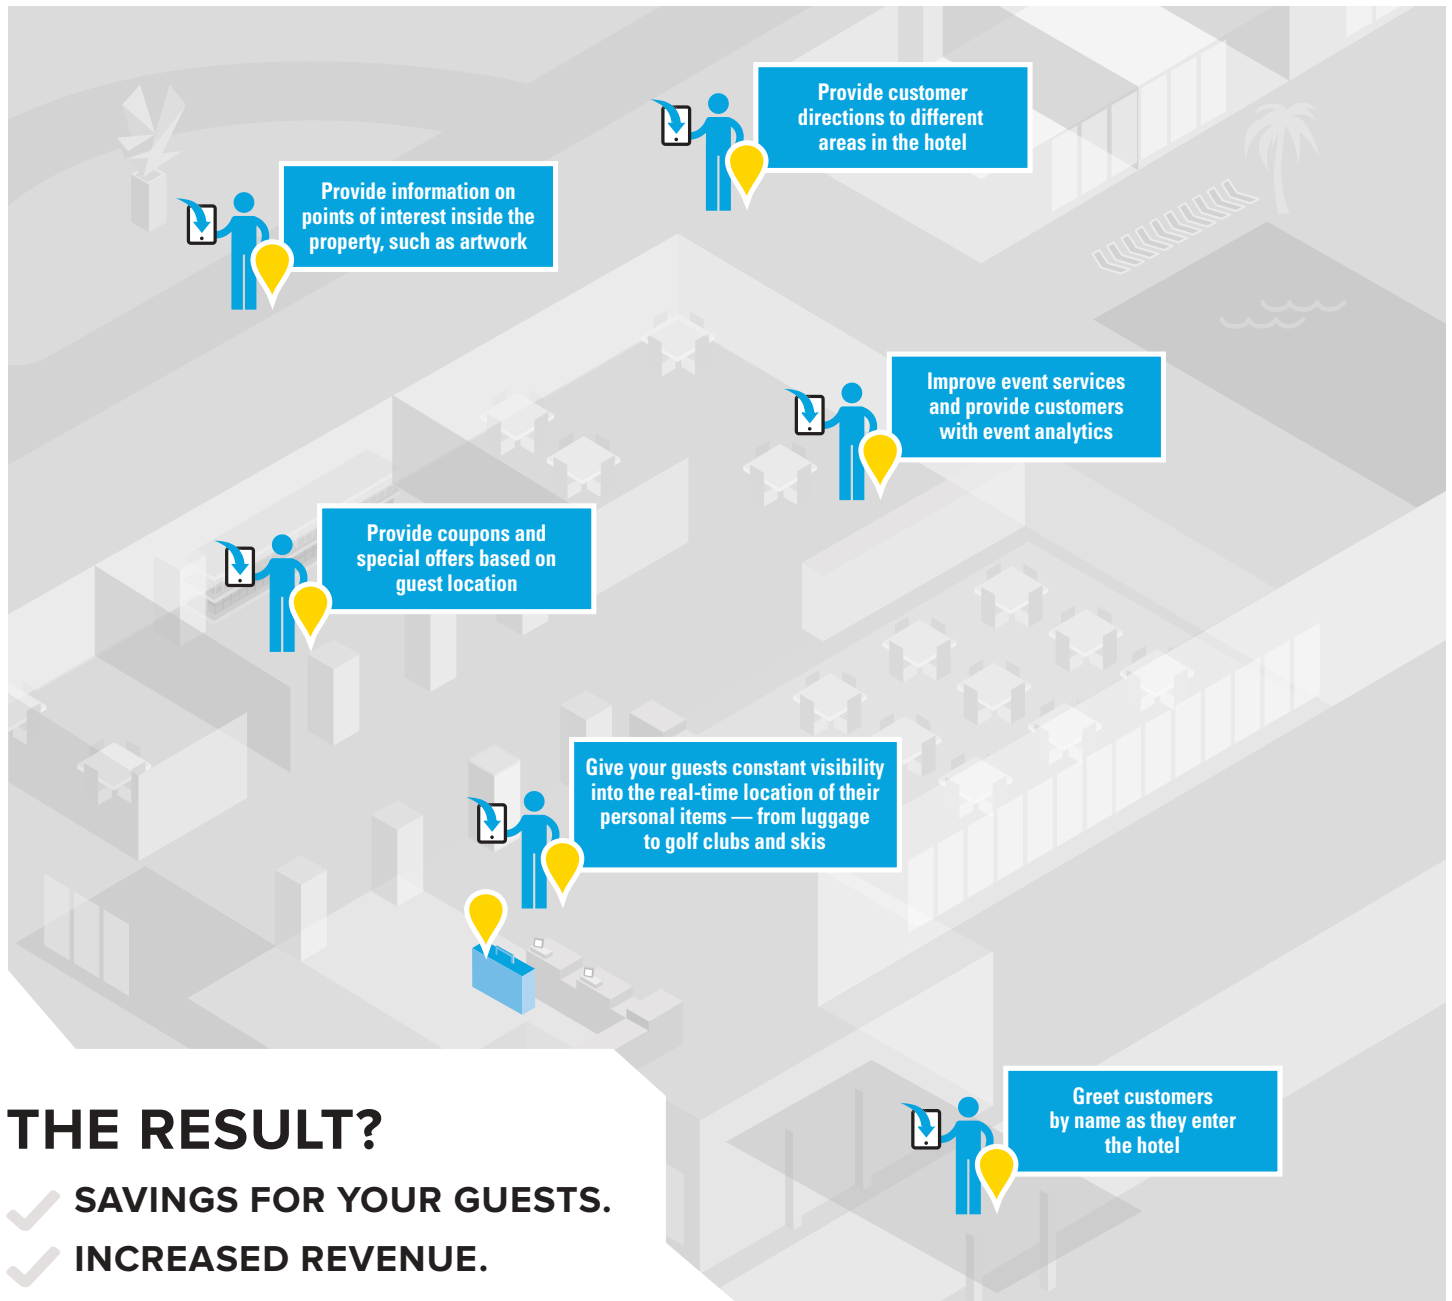 Provide customer
directions to different
areas in the hotel
Provide information on
points of interest inside the
property, such as artwork
Improve event services
and provide customers
with event analytics
Provide coupons and
special offers based on
guest location
Give your guests constant visibility
into the real-time location of their
personal items — from luggage
to golf clubs and skis
Greet customers
by name as they enter
the hotel
THE RESULT?
SAVINGS FOR YOUR GUESTS.
INCREASED REVENUE.